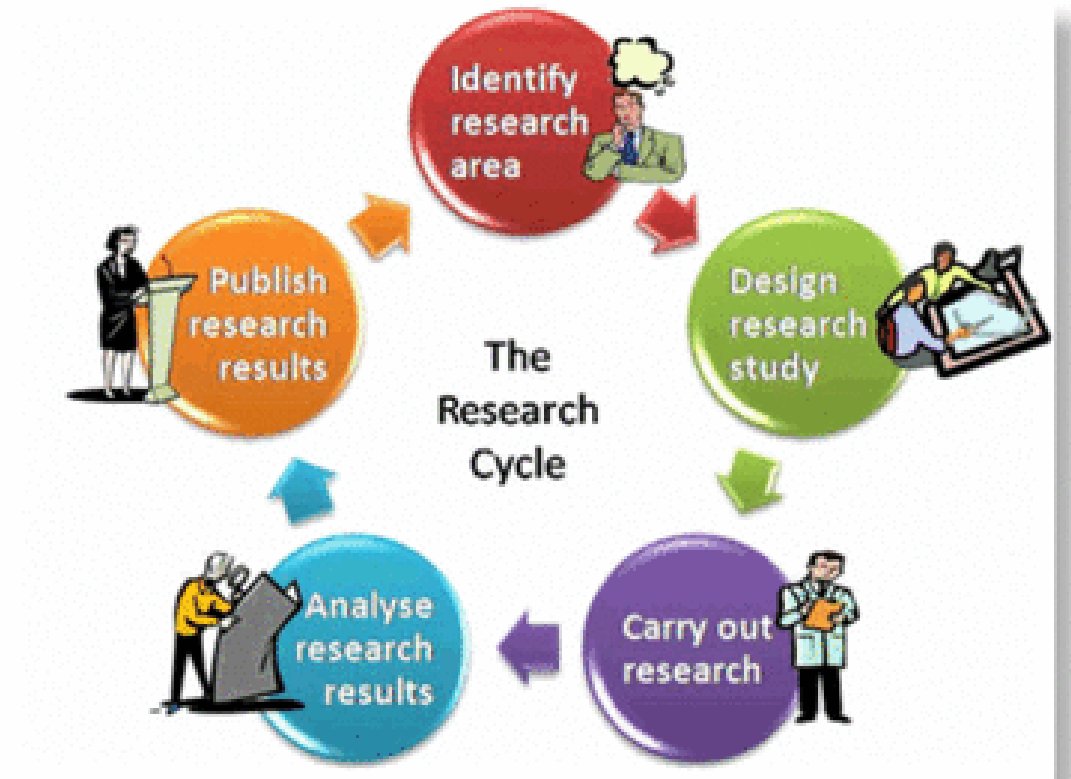 Identify
research
area
Design
research
study
Carry out
research
Analyse
research
results
Publish
research
results
The
Research
Cycle